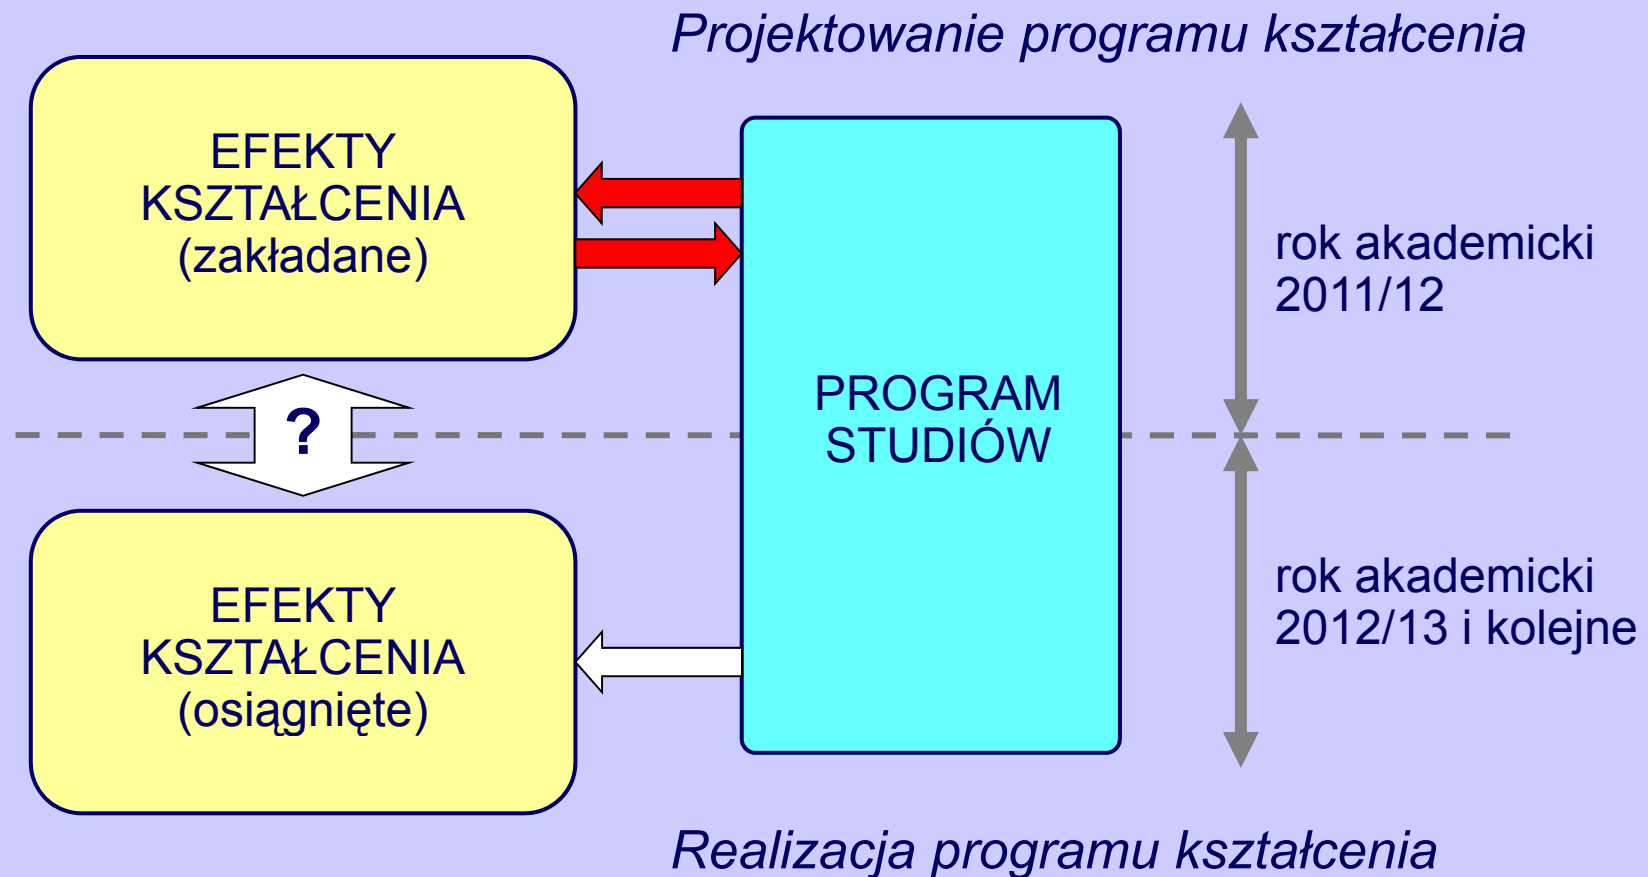 Projektowanie programu kształcenia
EFEKTY
KSZTAŁCENIA
(zakładane)
rok akademicki
2011/12
?
PROGRAM
STUDIÓW
EFEKTY
KSZTAŁCENIA
(osiągnięte)
rok akademicki
2012/13 i kolejne
Realizacja programu kształcenia